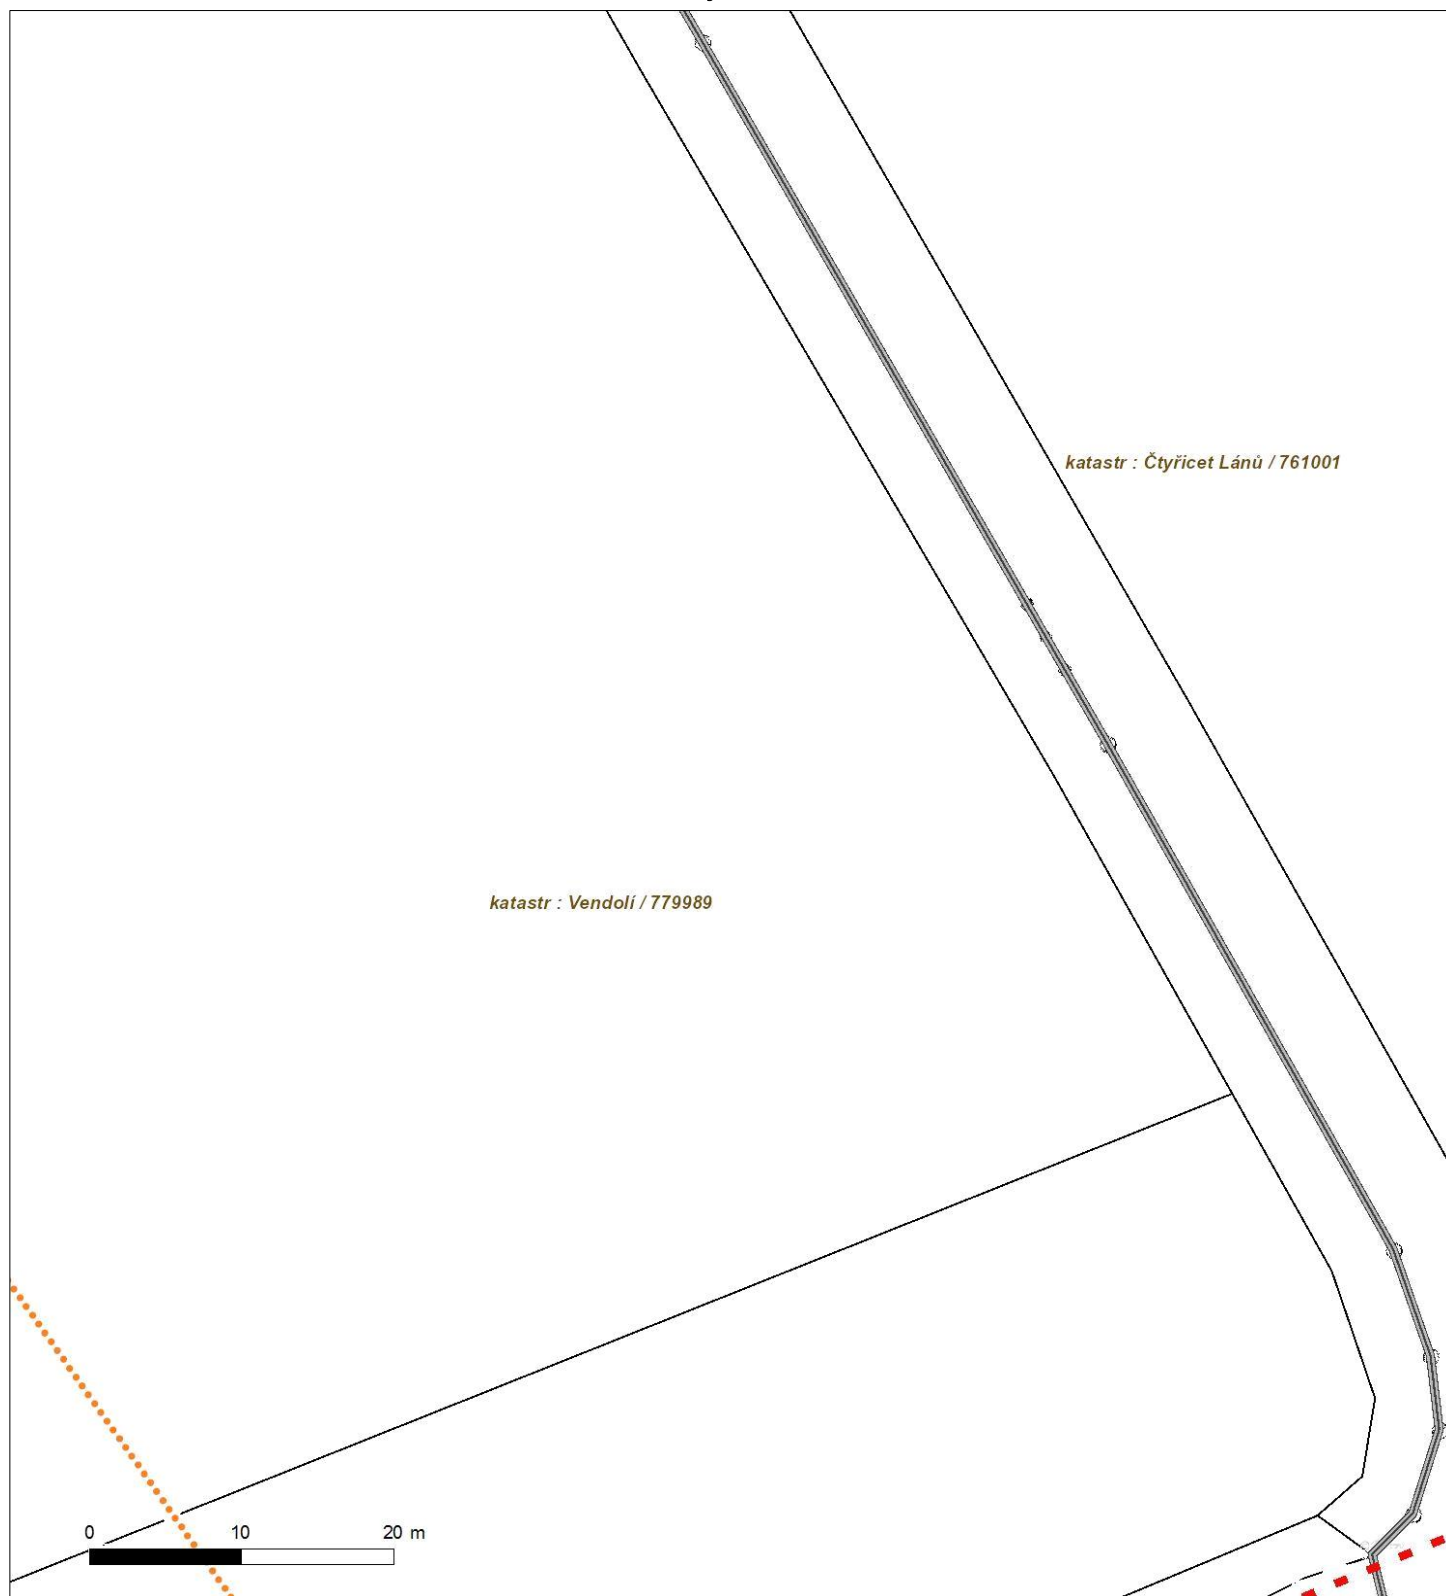 katastr : Čtyřicet Lánů / 761001
katastr : Vendolí / 779989
0 10 20 m